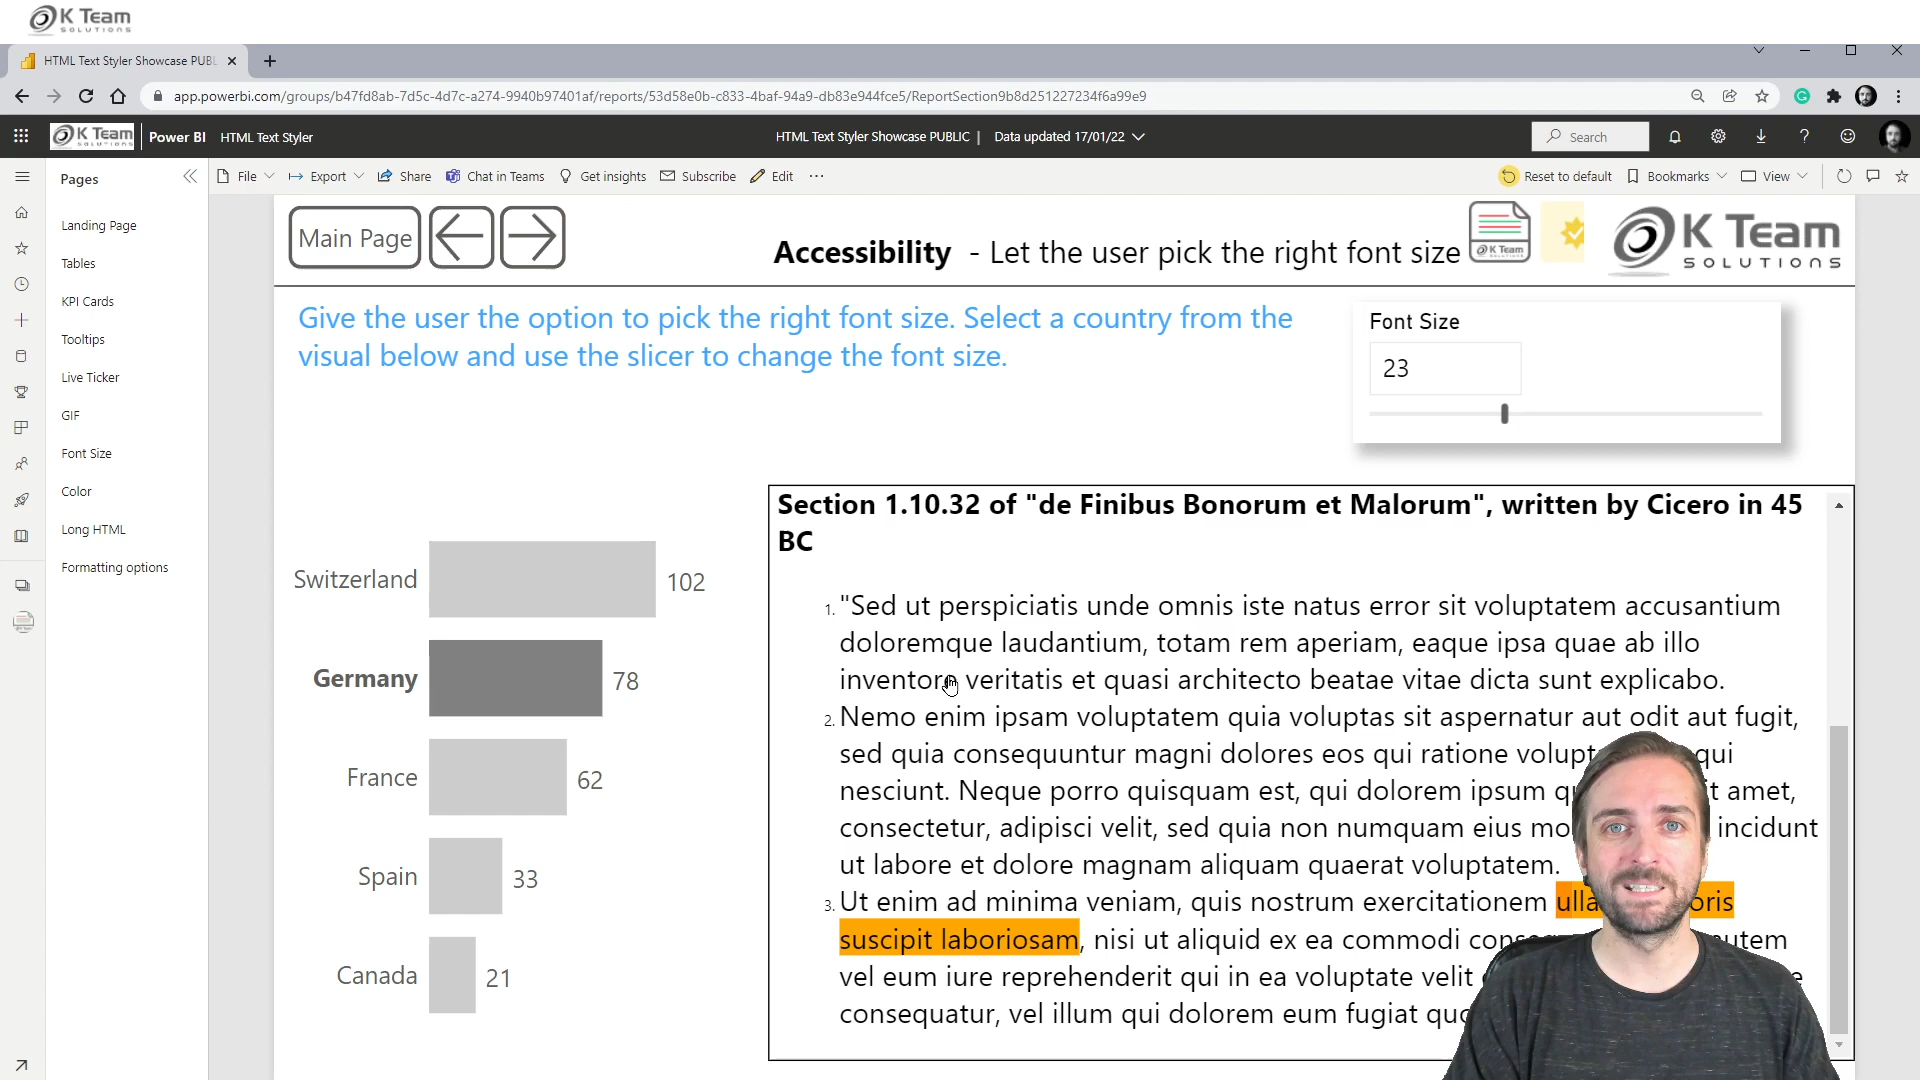 K Team
SOLUTIONS
HTML Text Styler Showcase PUBL
app.powerbi.com/groups/b47fd8ab-7d5c-4d7c-a274-9940b97401af/reports/53d58e0b-c833-4baf-94a9-db83e944fce5/ReportSection9b8d251227234f6a99e9
K Team
SOLUTIONS
Power BI HTML Text Styler
HTML Text Styler Showcase PUBLIC | Data updated 17/01/22
Search
Pages
File Export Share Chat in Teams Get insights Subscribe Edit ···
Reset to default Bookmarks View
Landing Page
Tables
KPI Cards
Tooltips
Live Ticker
GIF
Font Size
Color
Long HTML
Formatting options
Main Page
Accessibility - Let the user pick the right font size
K Team
K Team
SOLUTIONS
Give the user the option to pick the right font size. Select a country from the
visual below and use the slicer to change the font size.
Font Size
23
Switzerland 102
Germany 78
France 62
Spain 33
Canada 21
Section 1.10.32 of "de Finibus Bonorum et Malorum", written by Cicero in 45
BC
1. "Sed ut perspiciatis unde omnis iste natus error sit voluptatem accusantium
doloremque laudantium, totam rem aperiam, eaque ipsa quae ab illo
inventore veritatis et quasi architecto beatae vitae dicta sunt explicabo.
2. Nemo enim ipsam voluptatem quia voluptas sit aspernatur aut odit aut fugit,
sed quia consequuntur magni dolores eos qui ratione qui
nesciunt. Neque porro quisquam est, qui dolorem ipsum amet,
consectetur, adipisci velit, sed quia non numquam eius incidunt
ut labore et dolore magnam aliquam quaerat voluptatem.
3. Ut enim ad minima veniam, quis nostrum exercitationem
suscipit laboriosam, nisi ut aliquid ex ea commodi
vel eum iure reprehenderit qui in ea voluptate velit
consequatur, vel illum qui dolorem eum fugiat